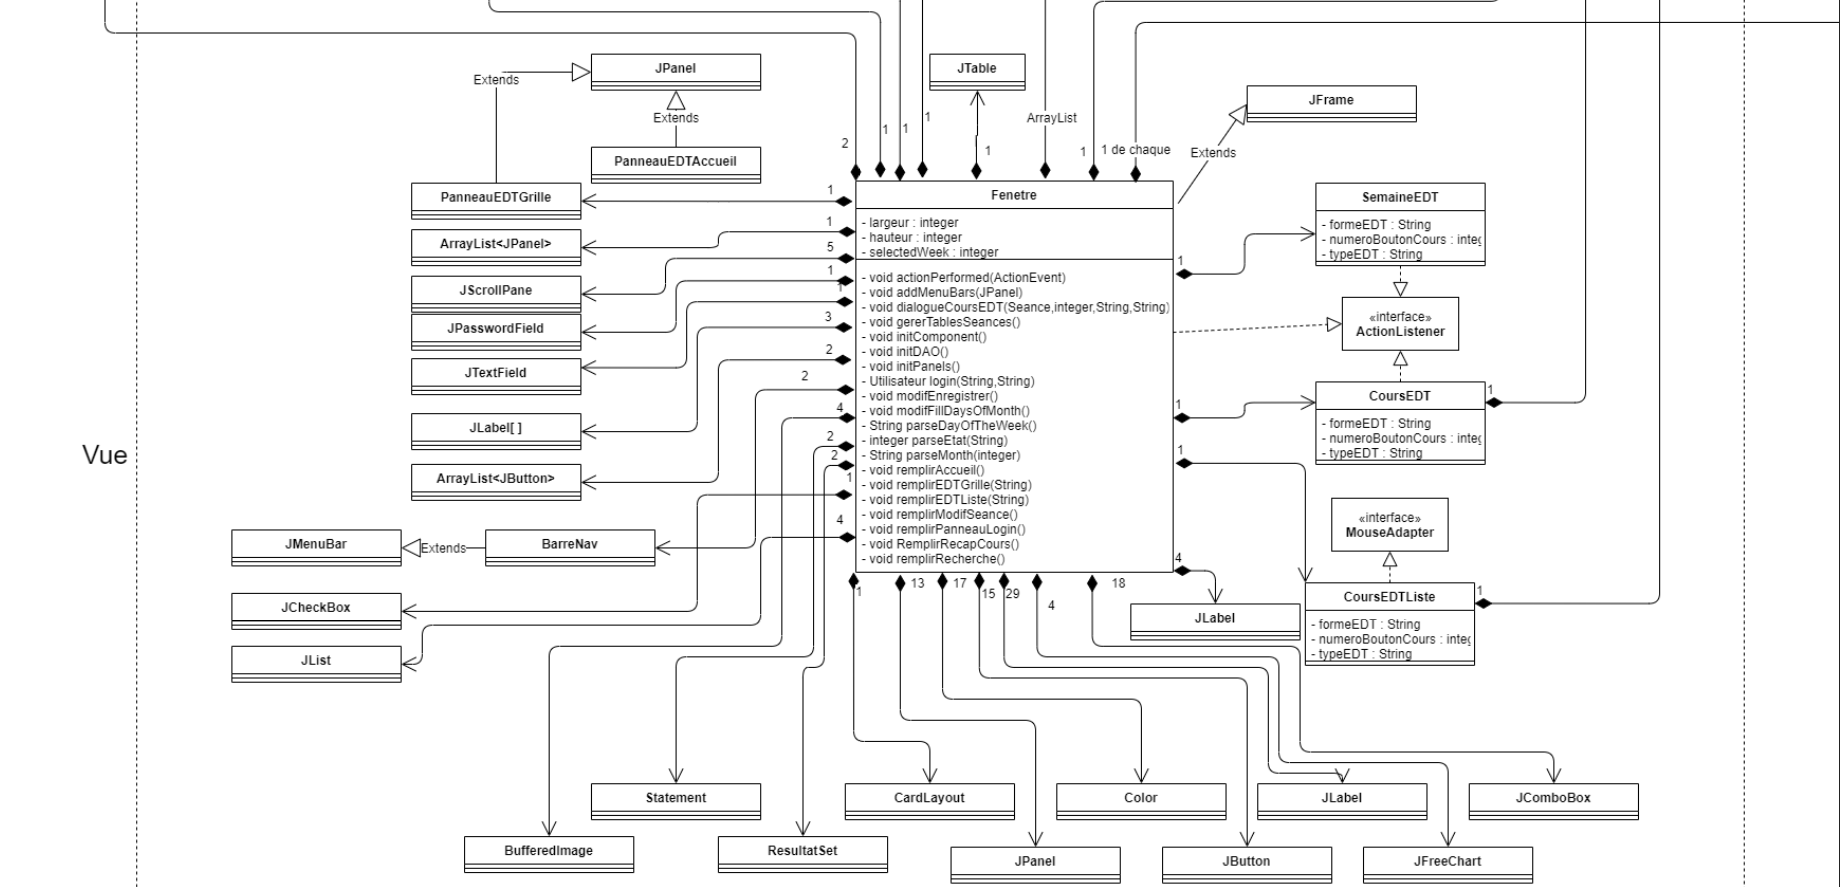 JPanel
Extends
Extends
PanneauEDTAccueil
JTable
ArrayList
JFrame
Extends
2
1
1
1
1
1
1 de chaque
PanneauEDTGrille
ArrayList<JPanel>
JScrollPane
JPasswordField
JTextField
JLabel[ ]
ArrayList<JButton>
1
1
5
1
1
3
2
2
4
2
2
1
4
Vue
JMenuBar
Extends
BarreNav
JCheckBox
JList
Fenetre
- largeur : integer
- hauteur : integer
- selectedWeek : integer
- void actionPerformed(ActionEvent)
- void addMenuBars(JPanel)
- void dialogueCoursEDT(Seance,integer,String,String)
- void gererTablesSeances()
- void initComponent()
- void initDAO()
- void initPanels()
- Utilisateur login(String,String)
- void modifEnregistrer()
- void modifFillDaysOfMonth()
- String parseDayOfTheWeek()
- integer parseEtat(String)
- String parseMonth(integer)
- void remplirAccueil()
- void remplirEDTGrille(String)
- void remplirEDTListe(String)
- void remplirModifSeance()
- void remplirPanneauLogin()
- void RemplirRecapCours()
- void remplirRecherche()
SemaineEDT
- formeEDT : String
- numeroBoutonCours : integ
- typeEDT : String
1
«interface»
ActionListener
CoursEDT
- formeEDT : String
- numeroBoutonCours : integ
- typeEDT : String
1
1
1
«interface»
MouseAdapter
CoursEDTListe
- formeEDT : String
- numeroBoutonCours : integ
- typeEDT : String
1
4
JLabel
1
13
17
15
29
4
18
Statement
CardLayout
Color
JLabel
JComboBox
BufferedImage
ResultatSet
JPanel
JButton
JFreeChart